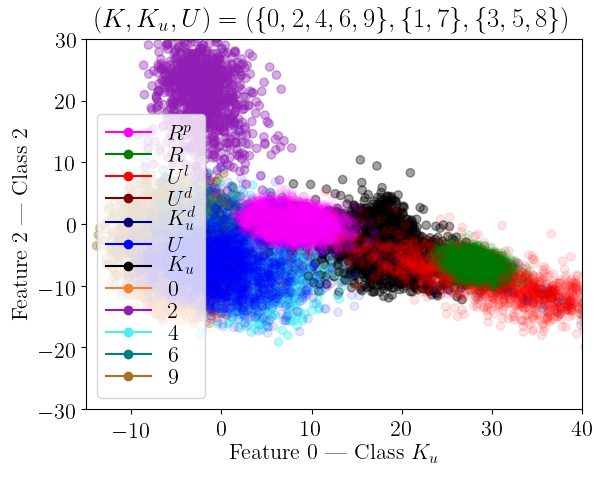 (K, K_u, U) = ({0, 2, 4, 6, 9}, {1, 7}, {3, 5, 8})
30
20
10
0
−10
−20
−30
Feature 2 — Class 2
R^p
R
U^l
U^d
K_u^d
U
K_u
0
2
4
6
9
−10
0
10
20
30
40
Feature 0 — Class K_u